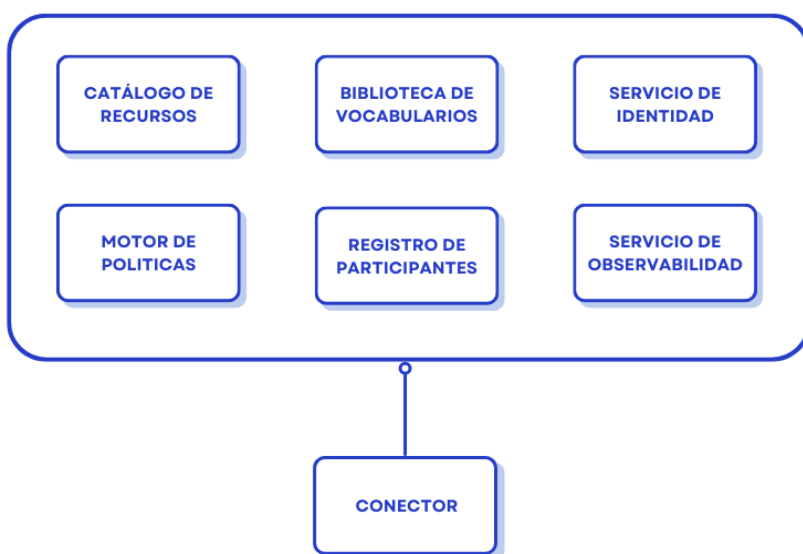 CATÁLOGO DE
RECURSOS
BIBLIOTECA DE
VOCABULARIOS
SERVICIO DE
IDENTIDAD
MOTOR DE
POLITICAS
REGISTRO DE
PARTICIPANTES
SERVICIO DE
OBSERVABILIDAD
CONECTOR